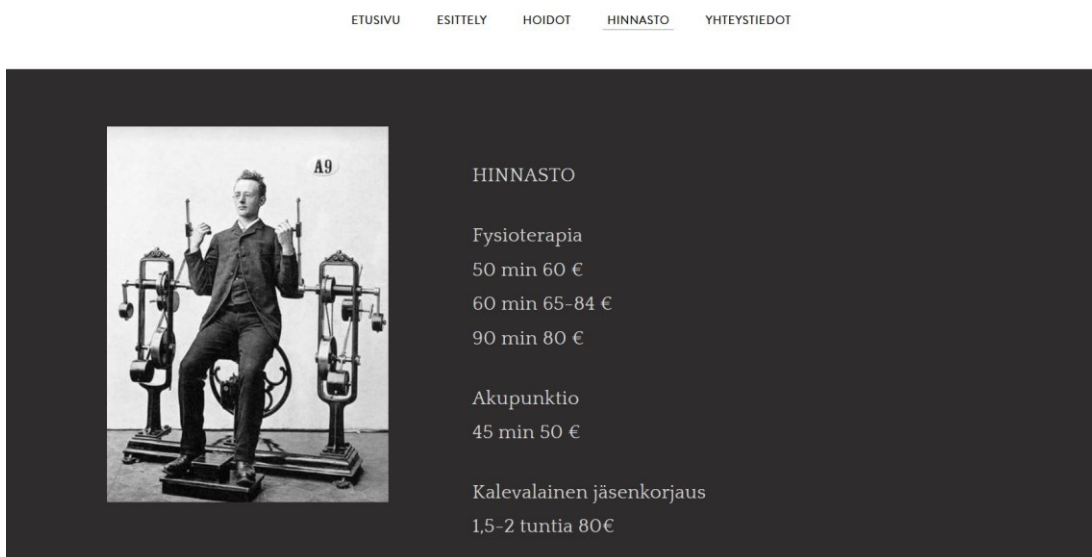 ETUSIVU ESITTELY HOIDOT HINNASTO YHTEYSTIEDOT
A9
HINNASTO
Fysioterapia
50 min 60 €
60 min 65-84 €
90 min 80 €
Akupunktio
45 min 50 €
Kalevalainen jäsenkorjaus
1,5-2 tuntia 80€